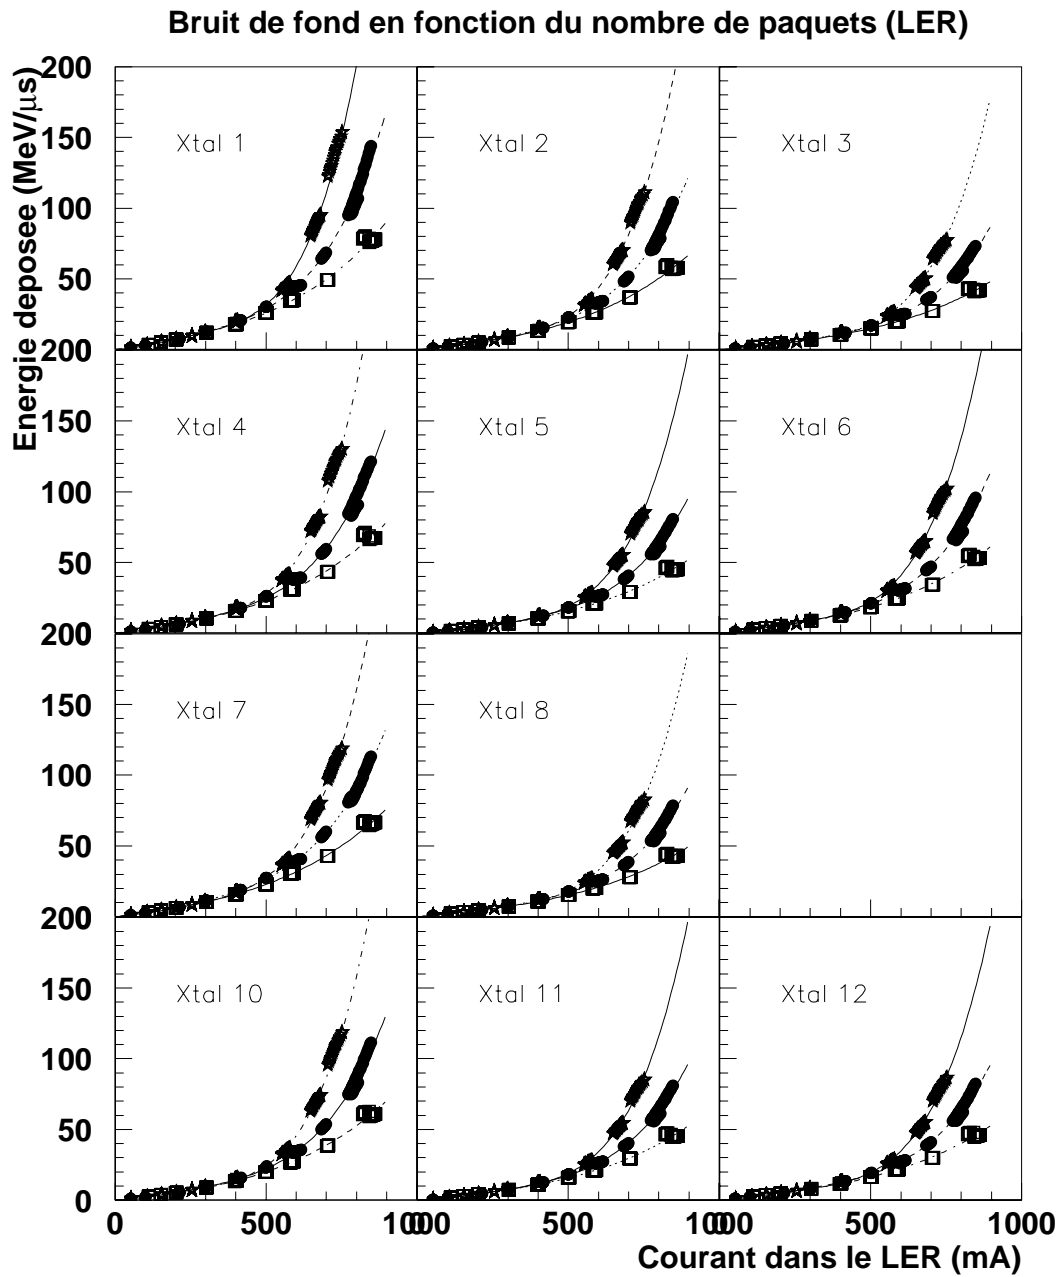 Bruit de fond en fonction du nombre de paquets (LER)
Energie deposee (MeV/μs)
200
150
100
50
Xtal 1
Xtal 2
Xtal 3
200
150
100
50
Xtal 4
Xtal 5
Xtal 6
200
150
100
50
Xtal 7
Xtal 8
200
150
100
50
0
Xtal 10
Xtal 11
Xtal 12
0
500
1000
500
1000
500
1000
Courant dans le LER (mA)